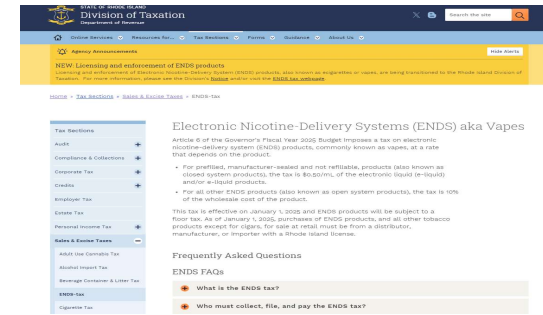 STATE OF RHODE ISLAND
Division of Taxation
Department of Revenue
Search the site
Online Services
Resources for...
Tax Sections
Forms
Guidance
About Us
Agency Announcements
Hide Alerts
NEW: Licensing and enforcement of ENDS products
Licensing and enforcement of Electronic Nicotine-Delivery System (ENDS) products, also known as ecigarettes or vapes, are being transitioned to the Rhode Island Division of
Taxation. For more information, please see the Division's Notice and/or visit the ENDS tax webpage.
Home > Tax Sections > Sales & Excise Taxes > ENDS-tax
Tax Sections
Audit
Compliance & Collections
Corporate Tax
Credits
Employer Tax
Estate Tax
Personal Income Tax
Sales & Excise Taxes
Adult Use Cannabis Tax
Alcohol Import Tax
Beverage Container & Litter Tax
ENDS-tax
Cigarette Tax
Electronic Nicotine-Delivery Systems (ENDS) aka Vapes
Article 6 of the Governor's Fiscal Year 2025 Budget imposes a tax on electronic
nicotine-delivery system (ENDS) products, commonly known as vapes, at a rate
that depends on the product.
• For prefilled, manufacturer-sealed and not refillable, products (also known as
closed system products), the tax is $0.50/mL of the electronic liquid (e-liquid)
and/or e-liquid products.
• For all other ENDS products (also known as open system products), the tax is 10%
of the wholesale cost of the product.
This tax is effective on January 1, 2025 and ENDS products will be subject to a
floor tax. As of January 1, 2025, purchases of ENDS products, and all other tobacco
products except for cigars, for sale at retail must be from a distributor,
manufacturer, or importer with a Rhode Island license.
Frequently Asked Questions
ENDS FAQs
What is the ENDS tax?
Who must collect, file, and pay the ENDS tax?